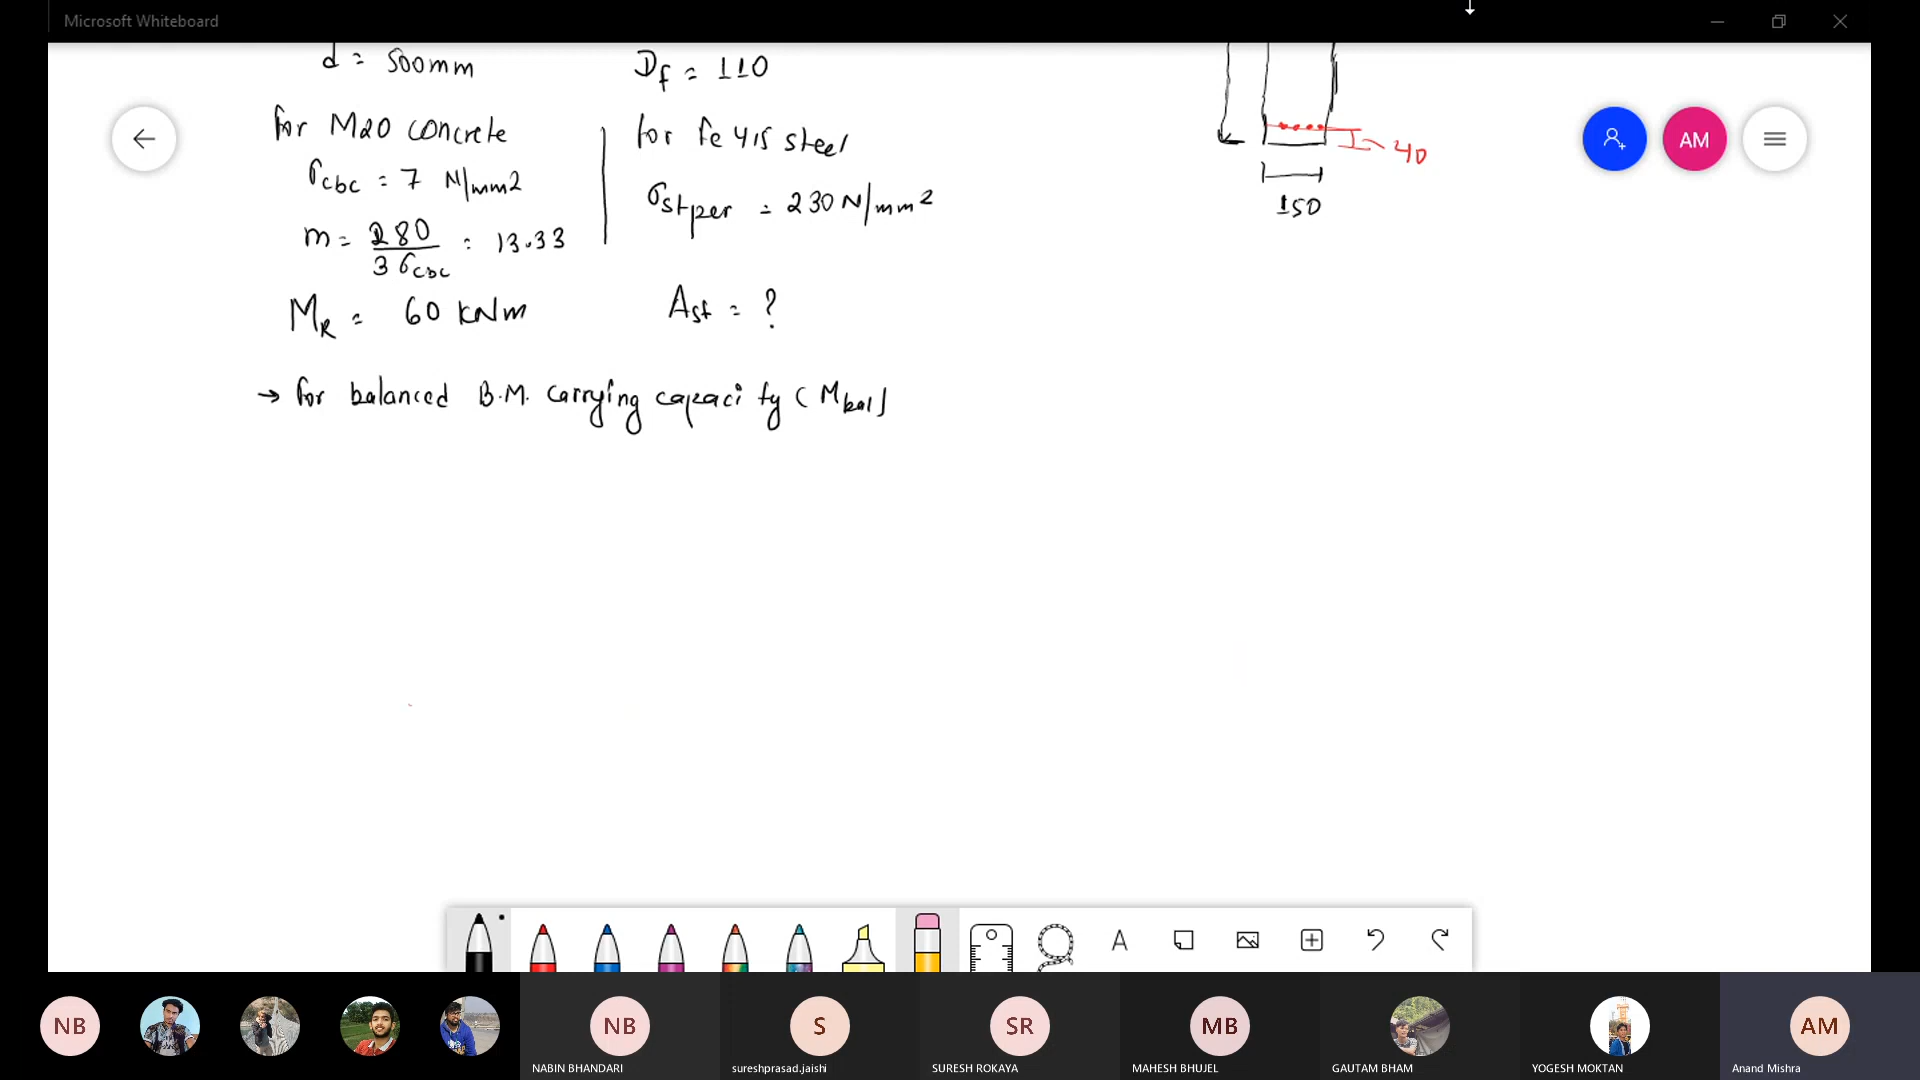 Microsoft Whiteboard
d = 500mm
Df = 110
for M20 concrete
for fe 415 steel
σcbc = 7 N/mm2
σstper = 230 N/mm2
m = 280 / 3σcbc = 13.33
MR = 60 kNm
Ast = ?
→ for balanced B.M. carrying capacity (Mbal)
40
150
AM
A
NB
NB
S
SR
MB
AM
NABIN BHANDARI
sureshprasad.jaishi
SURESH ROKAYA
MAHESH BHUJEL
GAUTAM BHAM
YOGESH MOKTAN
Anand Mishra